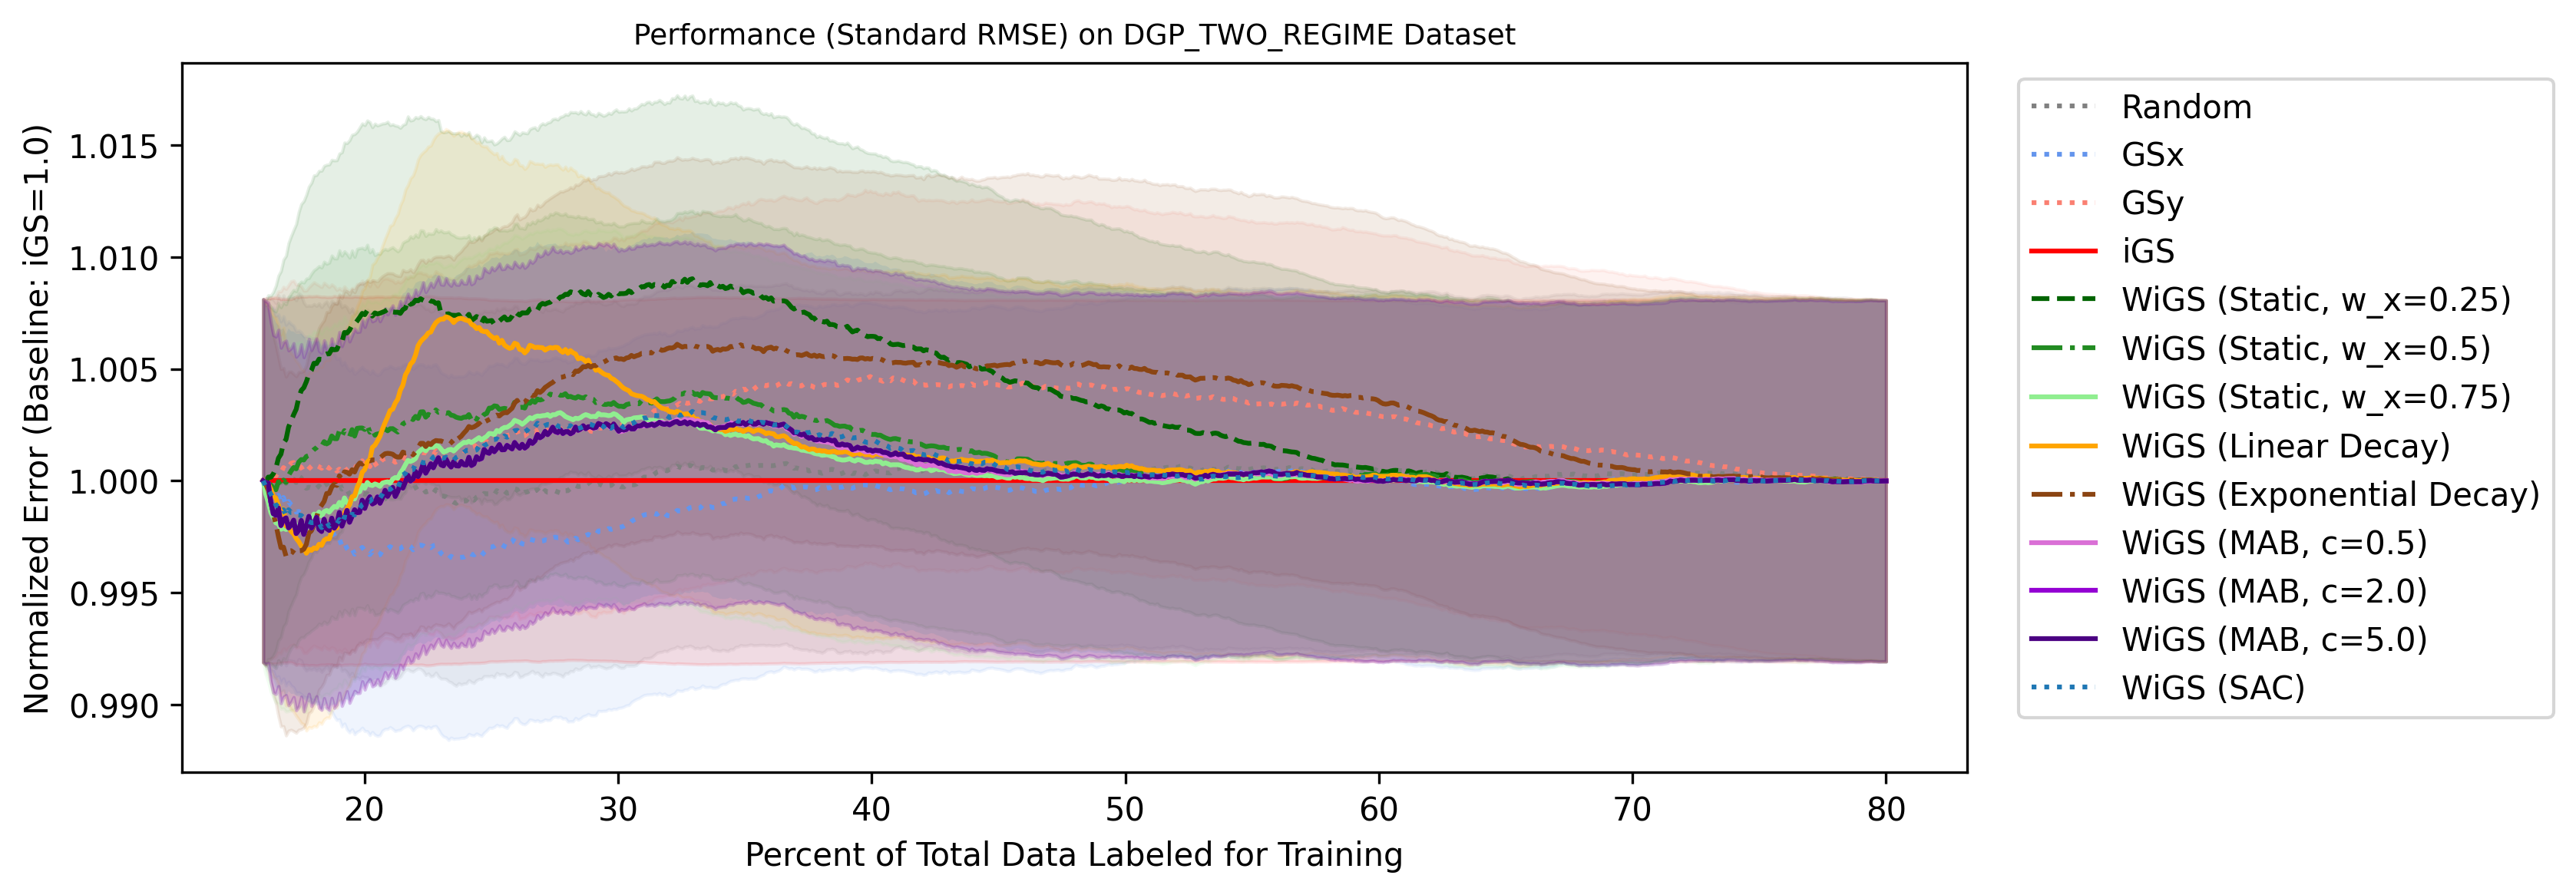 Performance (Standard RMSE) on DGP_TWO_REGIME Dataset
Normalized Error (Baseline: iGS=1.0)
1.015
1.010
1.005
1.000
0.995
0.990
20 30 40 50 60 70 80
Percent of Total Data Labeled for Training
Random
GSx
GSy
iGS
WiGS (Static, w_x=0.25)
WiGS (Static, w_x=0.5)
WiGS (Static, w_x=0.75)
WiGS (Linear Decay)
WiGS (Exponential Decay)
WiGS (MAB, c=0.5)
WiGS (MAB, c=2.0)
WiGS (MAB, c=5.0)
WiGS (SAC)